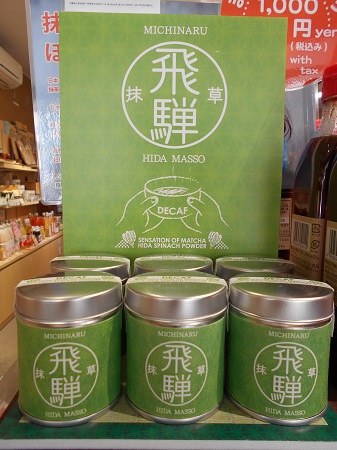 1,000
円 yen
(税込み)
with
tax
MICHINARU
飛騨
抹草
HIDA MASSO
DECAF
SENSATION OF MATCHA
HIDA SPINACH POWDER
MICHINARU
飛騨
抹草
HIDA MASSO
MICHINARU
飛騨
抹草
HIDA MASSO
MICHINARU
飛騨
抹草
HIDA MASSO